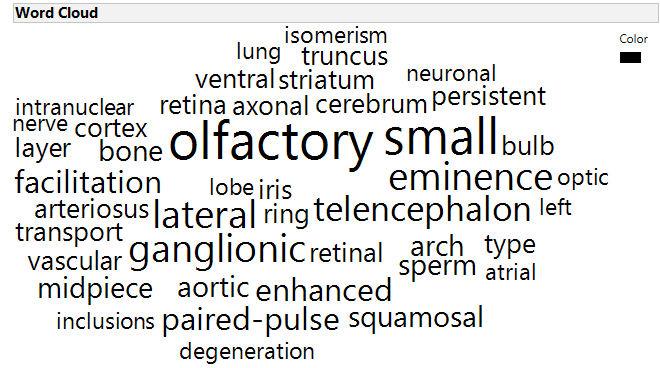 Word Cloud
isomerism
Color
lung truncus
ventral striatum neuronal
intranuclear retina axonal cerebrum persistent
nerve cortex olfactory small bulb
layer bone
facilitation lobe iris eminence optic
arteriosus lateral ring telencephalon left
transport ganglionic retinal arch type
vascular sperm atrial
midpiece aortic enhanced
inclusions paired-pulse squamosal
degeneration